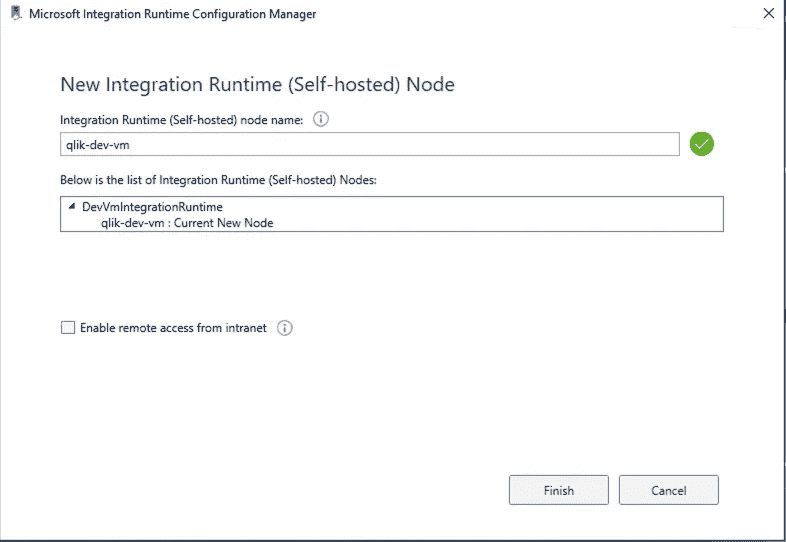 Microsoft Integration Runtime Configuration Manager
New Integration Runtime (Self-hosted) Node
Integration Runtime (Self-hosted) node name:
qlik-dev-vm
Below is the list of Integration Runtime (Self-hosted) Nodes:
DevVmIntegrationRuntime
qlik-dev-vm : Current New Node
Enable remote access from intranet
Finish Cancel